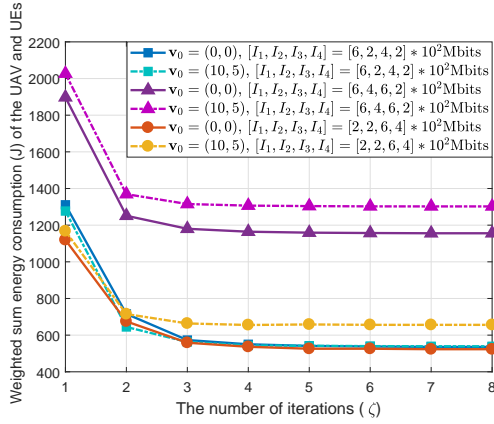 Weighted sum energy consumption (J) of the UAV and UEs
2200
2000
1800
1600
1400
1200
1000
800
600
400
v₀ = (0, 0), [I₁, I₂, I₃, I₄] = [6, 2, 4, 2] * 10²Mbits
v₀ = (10, 5), [I₁, I₂, I₃, I₄] = [6, 2, 4, 2] * 10²Mbits
v₀ = (0, 0), [I₁, I₂, I₃, I₄] = [6, 4, 6, 2] * 10²Mbits
v₀ = (10, 5), [I₁, I₂, I₃, I₄] = [6, 4, 6, 2] * 10²Mbits
v₀ = (0, 0), [I₁, I₂, I₃, I₄] = [2, 2, 6, 4] * 10²Mbits
v₀ = (10, 5), [I₁, I₂, I₃, I₄] = [2, 2, 6, 4] * 10²Mbits
1 2 3 4 5 6 7 8
The number of iterations ( ζ)